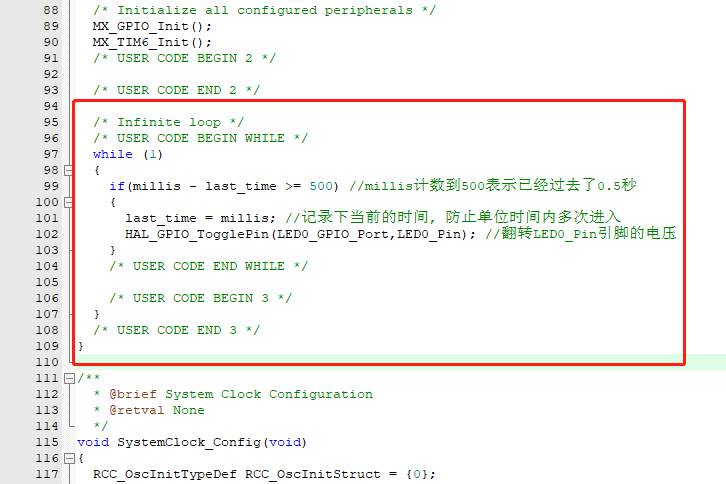 88 /* Initialize all configured peripherals */
89 MX_GPIO_Init();
90 MX_TIM6_Init();
91 /* USER CODE BEGIN 2 */
92
93 /* USER CODE END 2 */
94
95 /* Infinite loop */
96 /* USER CODE BEGIN WHILE */
97 while (1)
98 {
99 if(millis - last_time >= 500) //millis计数到500表示已经过去了0.5秒
100 {
101 last_time = millis; //记录下当前的时间, 防止单位时间内多次进入
102 HAL_GPIO_TogglePin(LED0_GPIO_Port,LED0_Pin); //翻转LED0_Pin引脚的电压
103 }
104 /* USER CODE END WHILE */
105
106 /* USER CODE BEGIN 3 */
107 }
108 /* USER CODE END 3 */
109 }
110
111 /**
112 * @brief System Clock Configuration
113 * @retval None
114 */
115 void SystemClock_Config(void)
116 {
117 RCC_OscInitTypeDef RCC_OscInitStruct = {0};